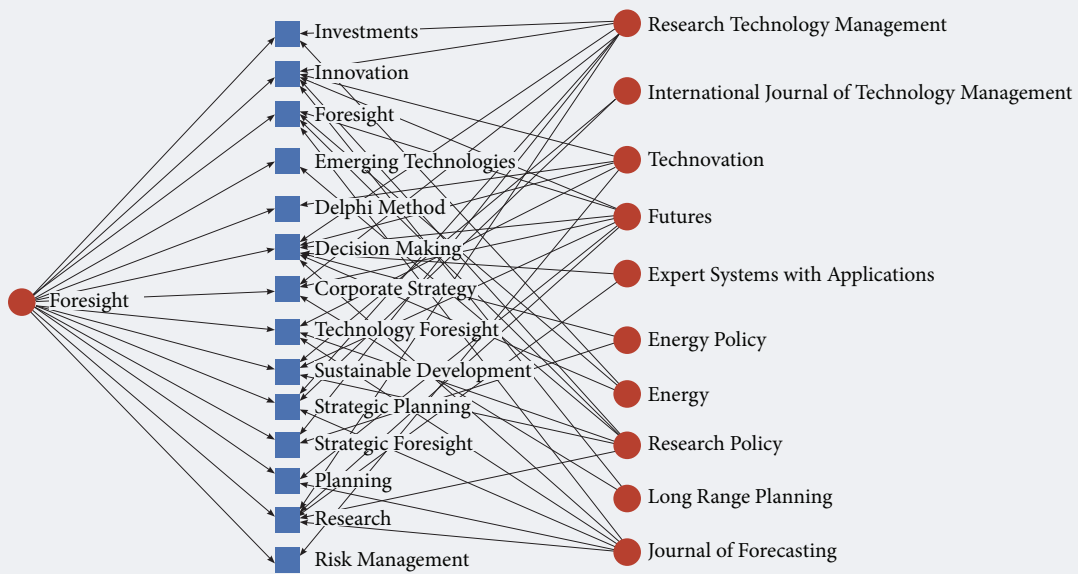 Foresight
Investments
Innovation
Foresight
Emerging Technologies
Delphi Method
Decision Making
Corporate Strategy
Technology Foresight
Sustainable Development
Strategic Planning
Strategic Foresight
Planning
Research
Risk Management
Research Technology Management
International Journal of Technology Management
Technovation
Futures
Expert Systems with Applications
Energy Policy
Energy
Research Policy
Long Range Planning
Journal of Forecasting